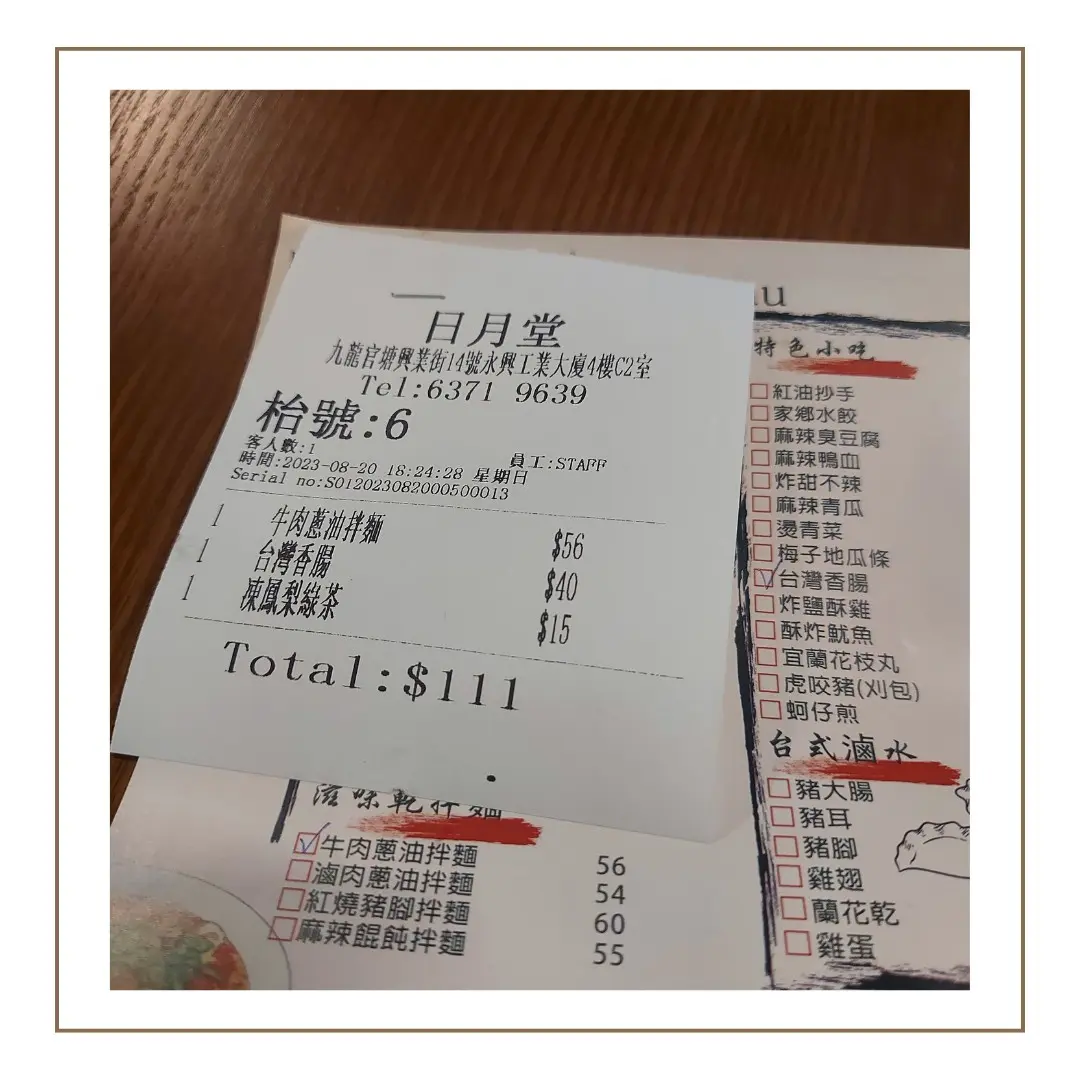 日月堂
九龍官塘興業街14號永興工業大廈4樓C2室
Tel:6371 9639
枱號:6
客人數:1
員工:STAFF
時間:2023-08-20 18:24:28 星期日
Serial no:S012023082000500013
1 牛肉蔥油拌麵 $56
1 台灣香腸 $40
1 凍鳳梨綠茶 $15
Total:$111
滋味乾拌麵
牛肉蔥油拌麵 56
滷肉蔥油拌麵 54
紅燒豬腳拌麵 60
麻辣餛飩拌麵 55
特色小吃
紅油抄手
家鄉水餃
麻辣臭豆腐
麻辣鴨血
炸甜不辣
麻辣青瓜
燙青菜
梅子地瓜條
台灣香腸
炸鹽酥雞
酥炸魷魚
宜蘭花枝丸
虎咬豬(刈包)
蚵仔煎
台式滷水
豬大腸
豬耳
豬腳
雞翅
蘭花乾
雞蛋